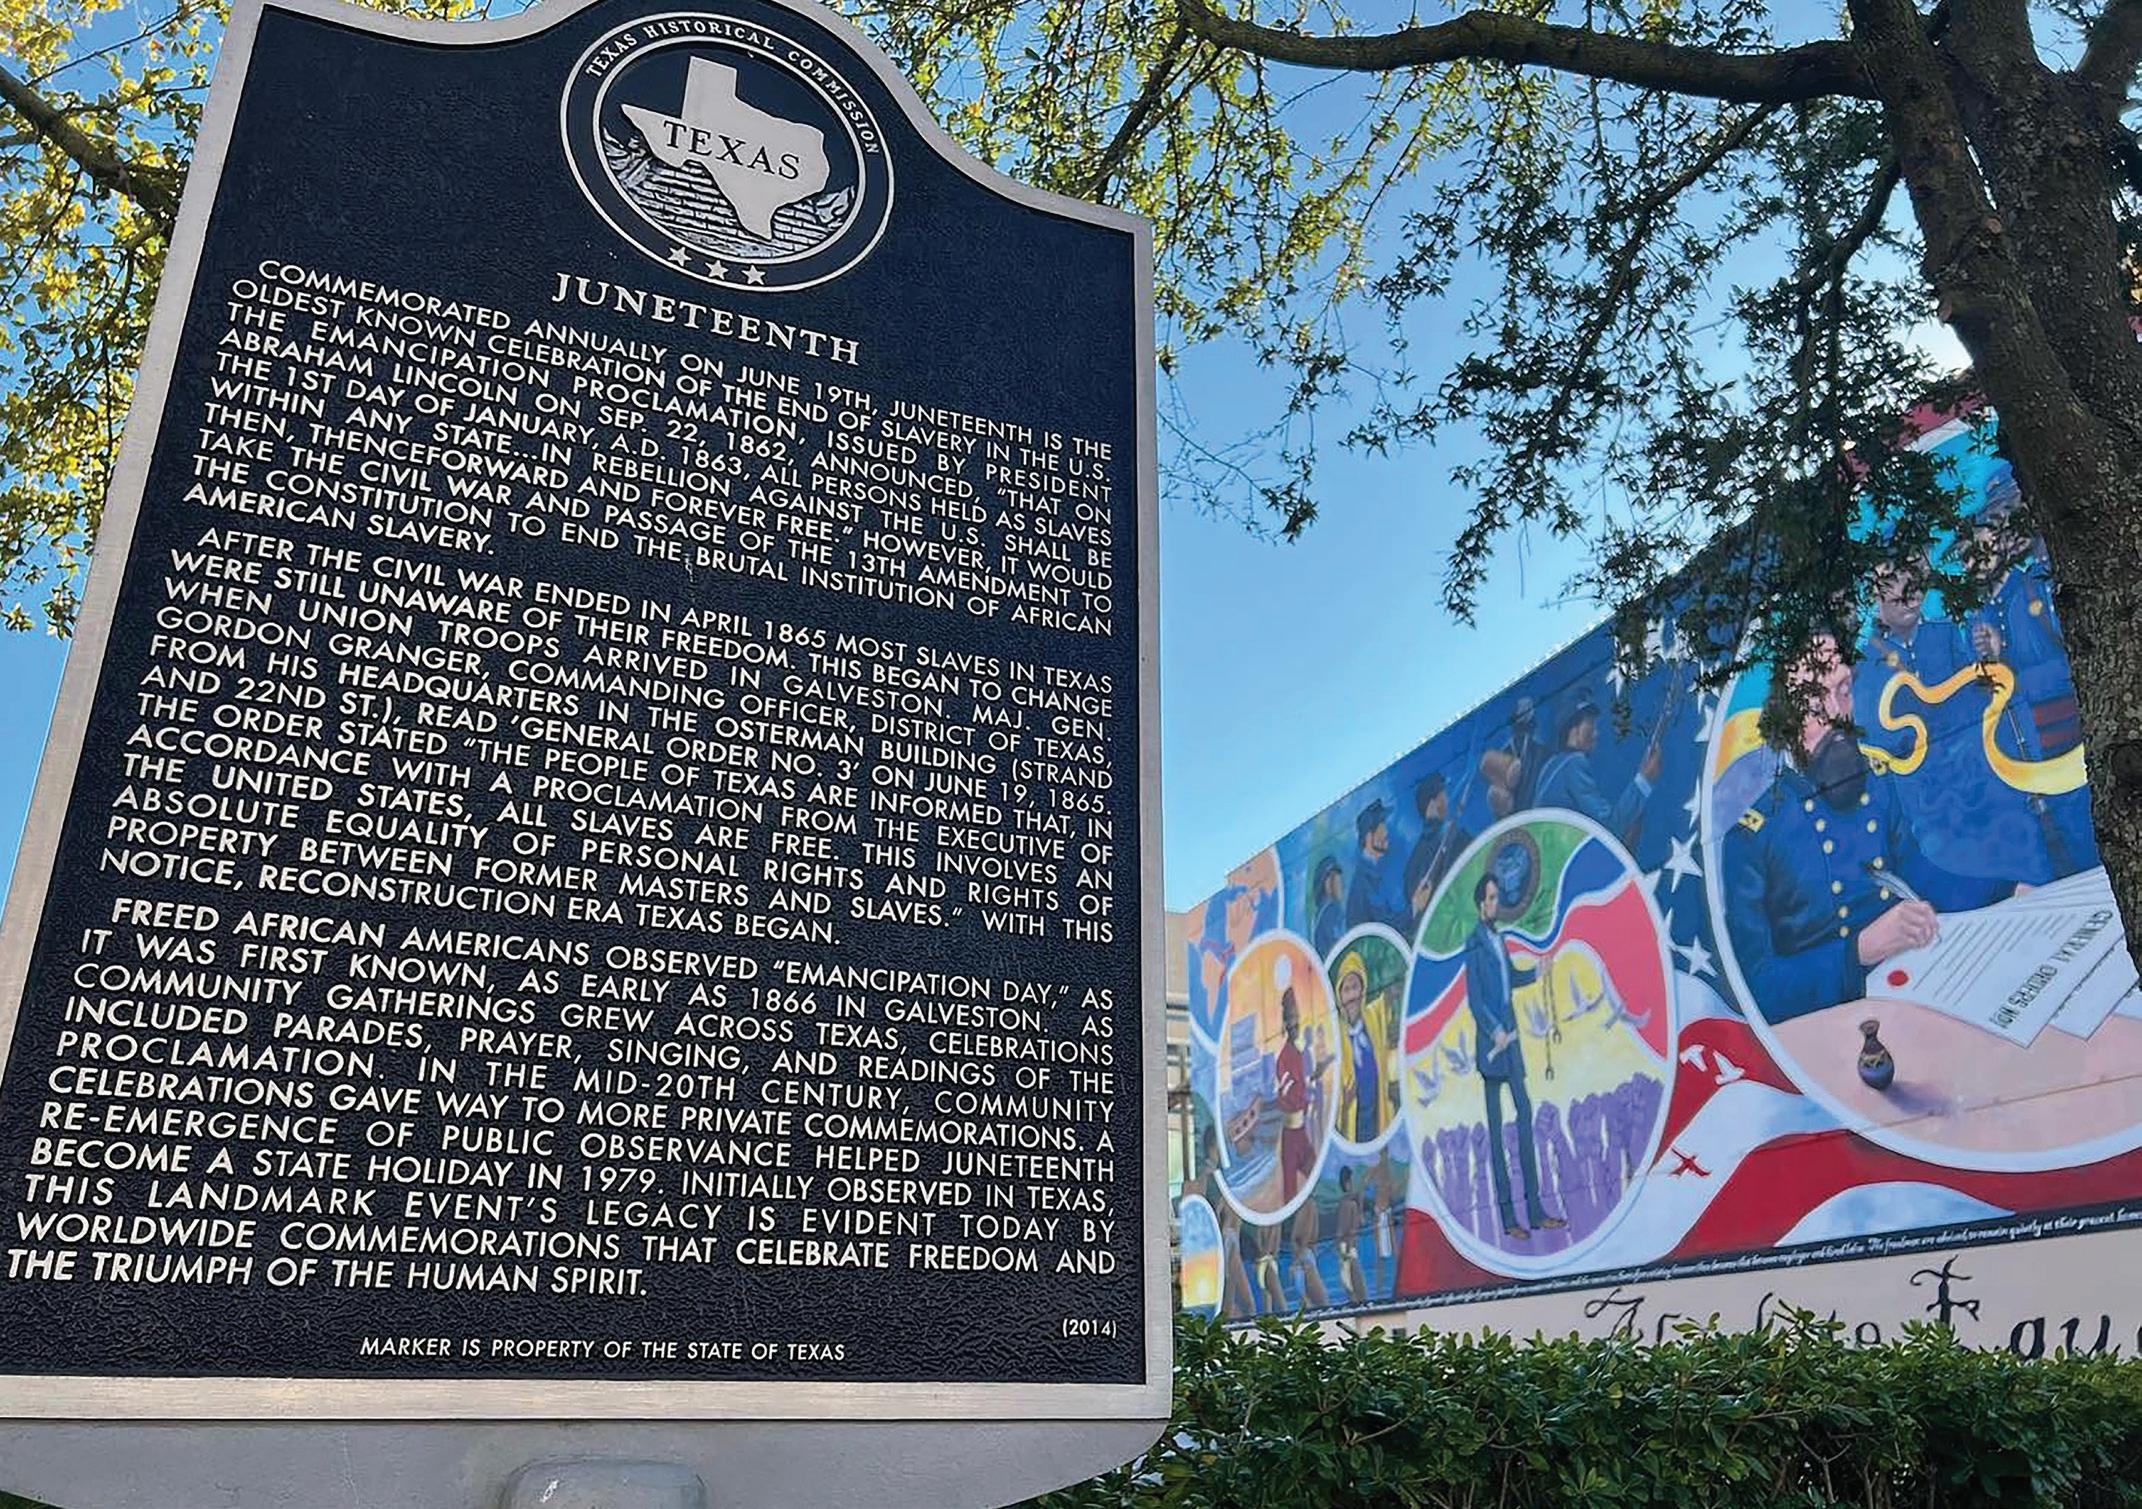 TEXAS HISTORICAL COMMISSION
TEXAS
JUNETEENTH
COMMEMORATED ANNUALLY ON JUNE 19TH, JUNETEENTH IS THE
OLDEST KNOWN CELEBRATION OF THE END OF SLAVERY IN THE U.S.
THE EMANCIPATION PROCLAMATION, ISSUED BY PRESIDENT
ABRAHAM LINCOLN ON SEP. 22, 1862, ANNOUNCED, "THAT ON
THE 1ST DAY OF JANUARY, A.D. 1863, ALL PERSONS HELD AS SLAVES
WITHIN ANY STATE...IN REBELLION AGAINST THE U.S. SHALL BE
THEN, THENCEFORWARD AND FOREVER FREE." HOWEVER, IT WOULD
TAKE THE CIVIL WAR AND PASSAGE OF THE 13TH AMENDMENT TO
THE CONSTITUTION TO END THE BRUTAL INSTITUTION OF AFRICAN
AMERICAN SLAVERY.
AFTER THE CIVIL WAR ENDED IN APRIL 1865 MOST SLAVES IN TEXAS
WERE STILL UNAWARE OF THEIR FREEDOM. THIS BEGAN TO CHANGE
WHEN UNION TROOPS ARRIVED IN GALVESTON. MAJ. GEN.
GORDON GRANGER, COMMANDING OFFICER, DISTRICT OF TEXAS,
FROM HIS HEADQUARTERS IN THE OSTERMAN BUILDING (STRAND
AND 22ND ST.), READ 'GENERAL ORDER NO. 3' ON JUNE 19, 1865.
THE ORDER STATED "THE PEOPLE OF TEXAS ARE INFORMED THAT, IN
ACCORDANCE WITH A PROCLAMATION FROM THE EXECUTIVE OF
THE UNITED STATES, ALL SLAVES ARE FREE. THIS INVOLVES AN
ABSOLUTE EQUALITY OF PERSONAL RIGHTS AND RIGHTS OF
PROPERTY BETWEEN FORMER MASTERS AND SLAVES." WITH THIS
NOTICE, RECONSTRUCTION ERA TEXAS BEGAN.
FREED AFRICAN AMERICANS OBSERVED "EMANCIPATION DAY," AS
IT WAS FIRST KNOWN, AS EARLY AS 1866 IN GALVESTON. AS
COMMUNITY GATHERINGS GREW ACROSS TEXAS, CELEBRATIONS
INCLUDED PARADES, PRAYER, SINGING, AND READINGS OF THE
PROCLAMATION. IN THE MID-20TH CENTURY, COMMUNITY
CELEBRATIONS GAVE WAY TO MORE PRIVATE COMMEMORATIONS. A
RE-EMERGENCE OF PUBLIC OBSERVANCE HELPED JUNETEENTH
BECOME A STATE HOLIDAY IN 1979. INITIALLY OBSERVED IN TEXAS,
THIS LANDMARK EVENT'S LEGACY IS EVIDENT TODAY BY
WORLDWIDE COMMEMORATIONS THAT CELEBRATE FREEDOM AND
THE TRIUMPH OF THE HUMAN SPIRIT.
(2014)
MARKER IS PROPERTY OF THE STATE OF TEXAS
GENERAL ORDERS NO.
The freedmen are advised to remain quietly at their present